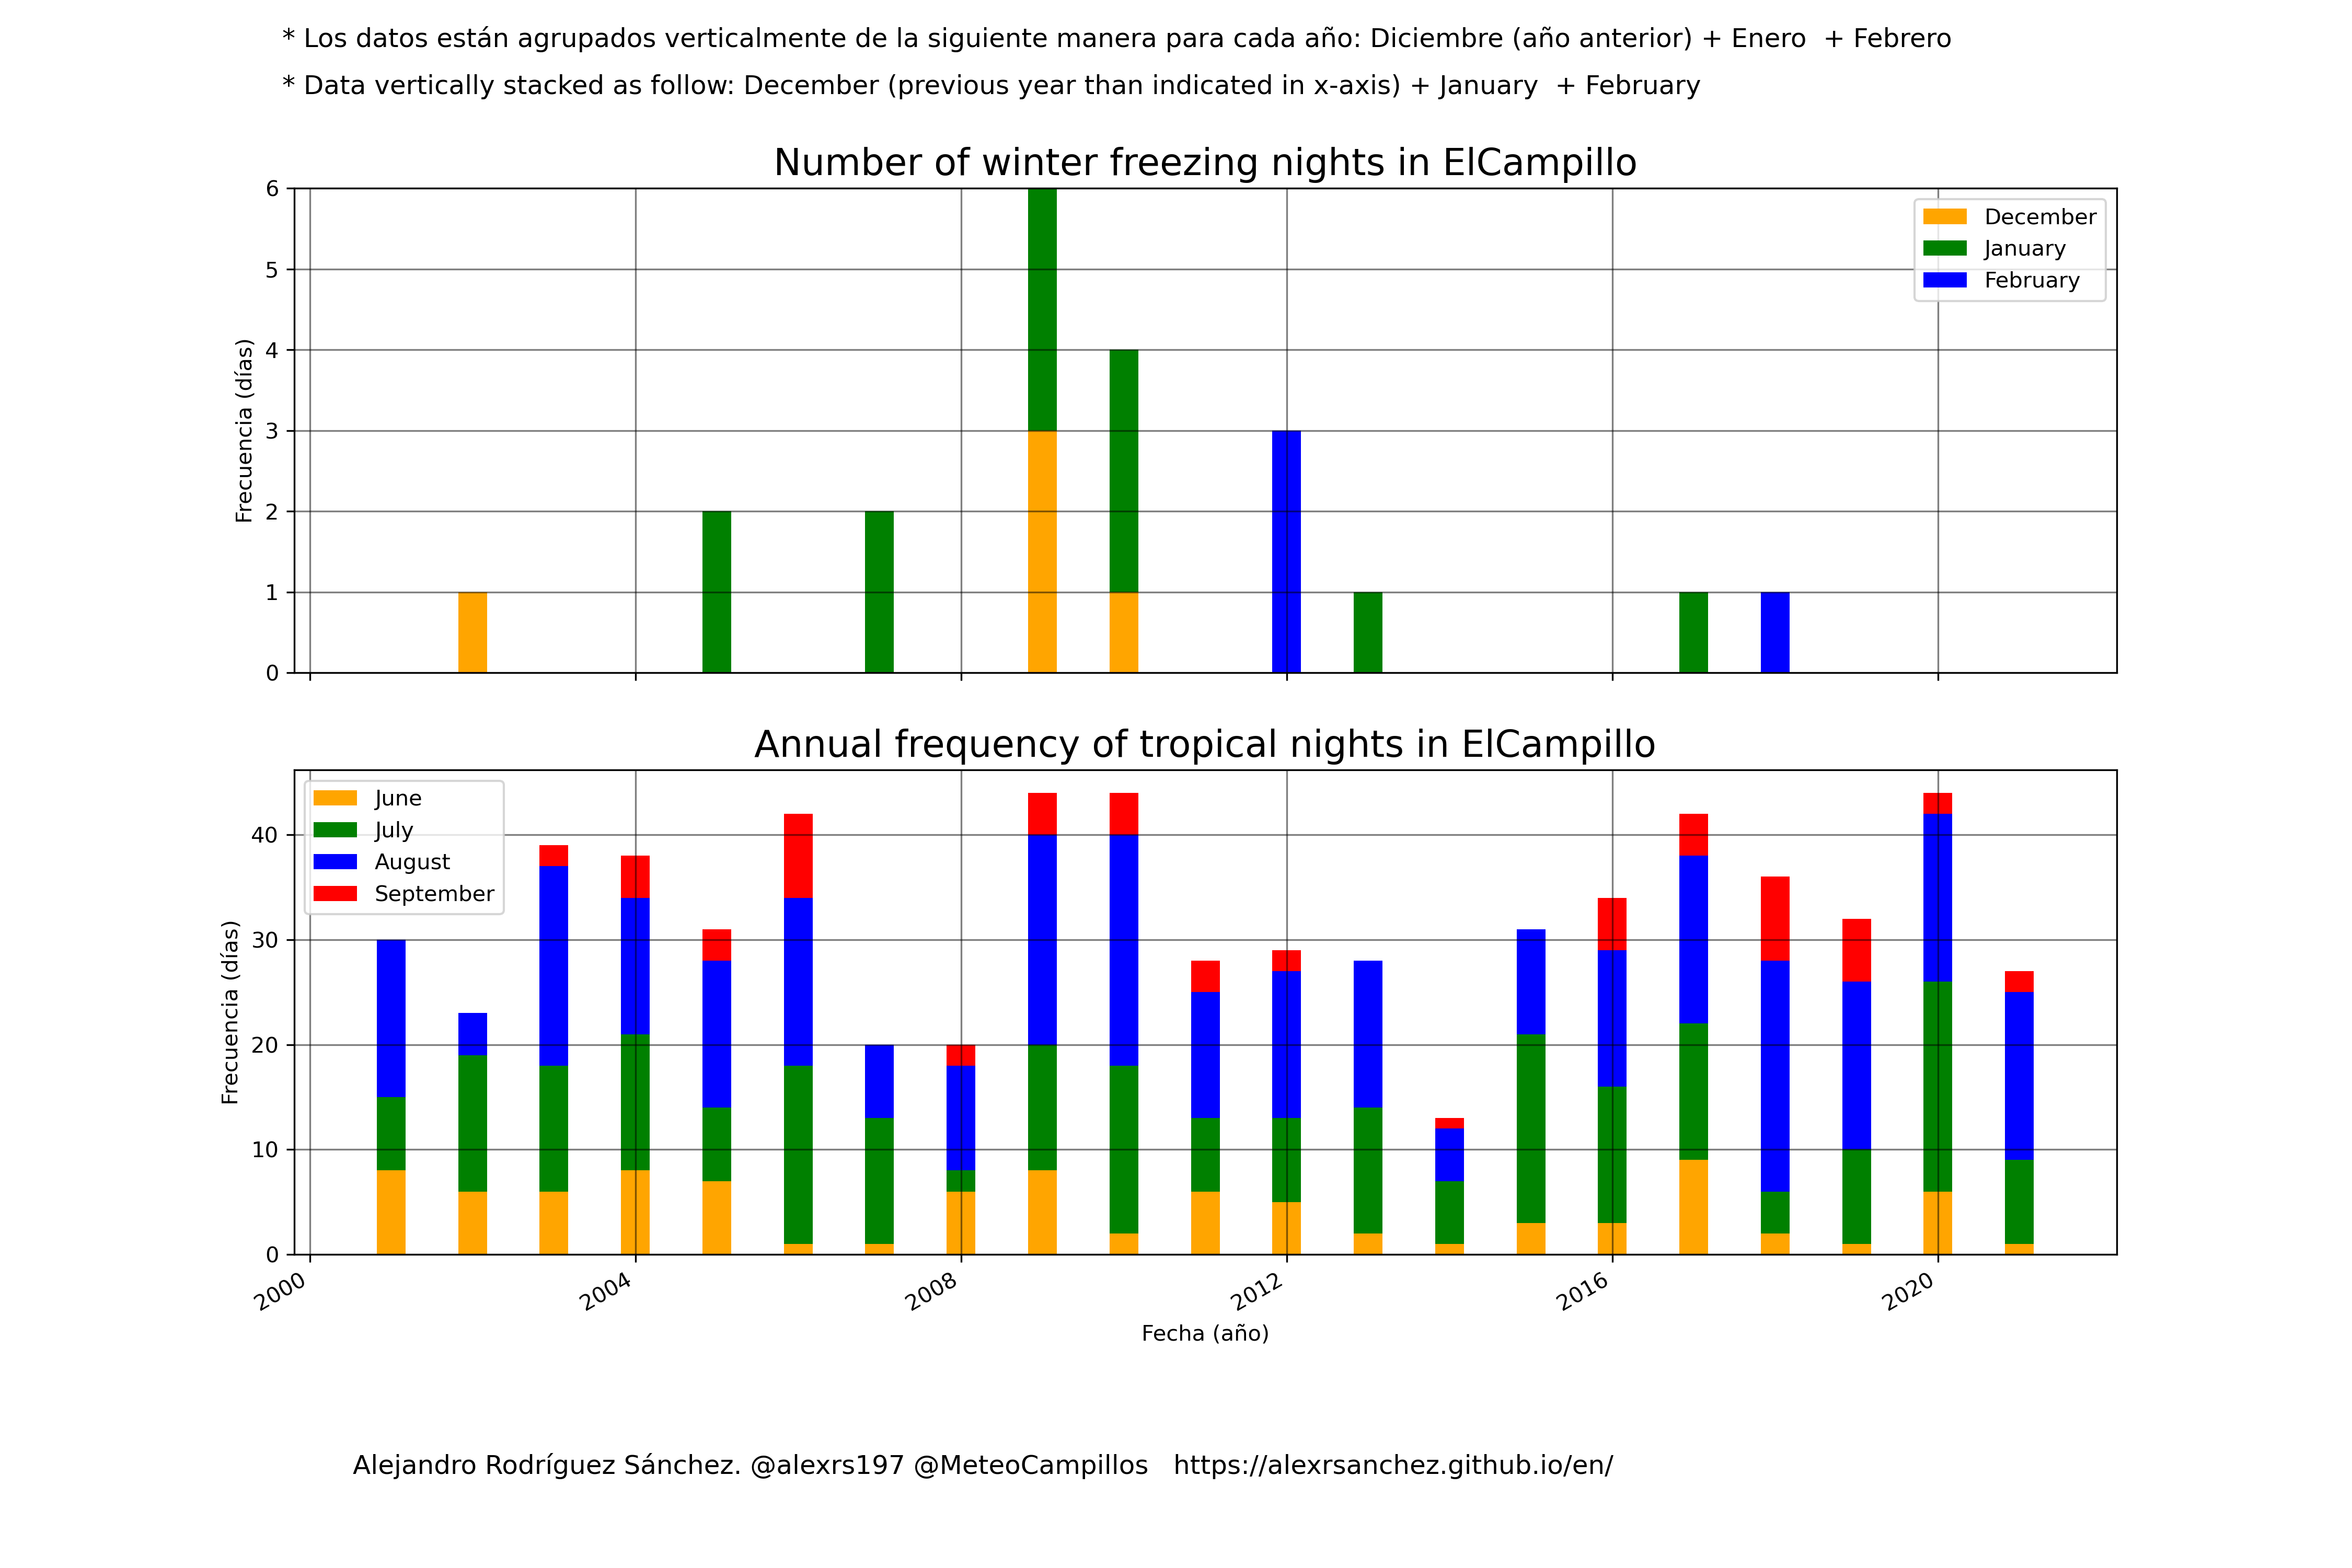 * Los datos están agrupados verticalmente de la siguiente manera para cada año: Diciembre (año anterior) + Enero  + Febrero
* Data vertically stacked as follow: December (previous year than indicated in x-axis) + January  + February
Number of winter freezing nights in ElCampillo
6
5
4
3
2
1
0
Frecuencia (días)
December
January
February
Annual frequency of tropical nights in ElCampillo
June
July
August
September
40
30
20
10
0
Frecuencia (días)
2000
2004
2008
2012
2016
2020
Fecha (año)
Alejandro Rodríguez Sánchez. @alexrs197 @MeteoCampillos   https://alexrsanchez.github.io/en/